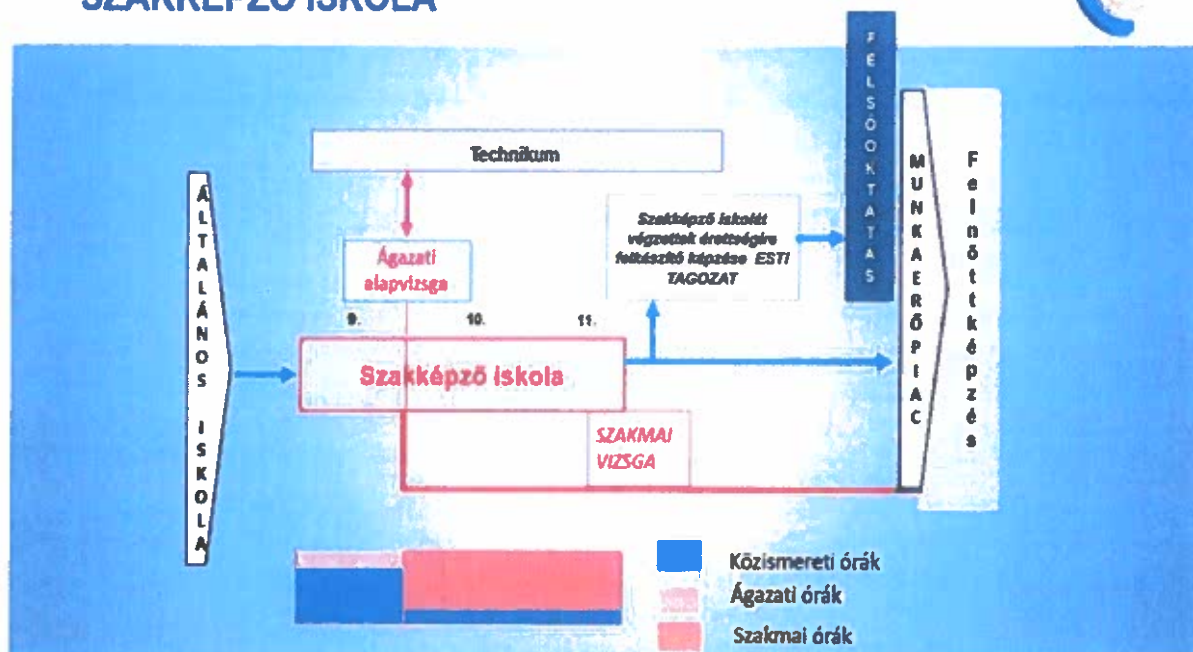 SZAKKÉPZŐ ISKOLA
FELSŐOKTATAS
Technikum
MUNKAERŐPIAC
Felnőttképzés
ÁLTALÁNOS ISKOLA
Szakképző iskolát
végzettek érettségire
felkészítő képzése ESTI
TAGOZAT
Ágazati
alapvizsga
9.
10.
11.
Szakképző iskola
SZAKMAI
VIZSGA
Közismereti órák
Ágazati órák
Szakmai órák